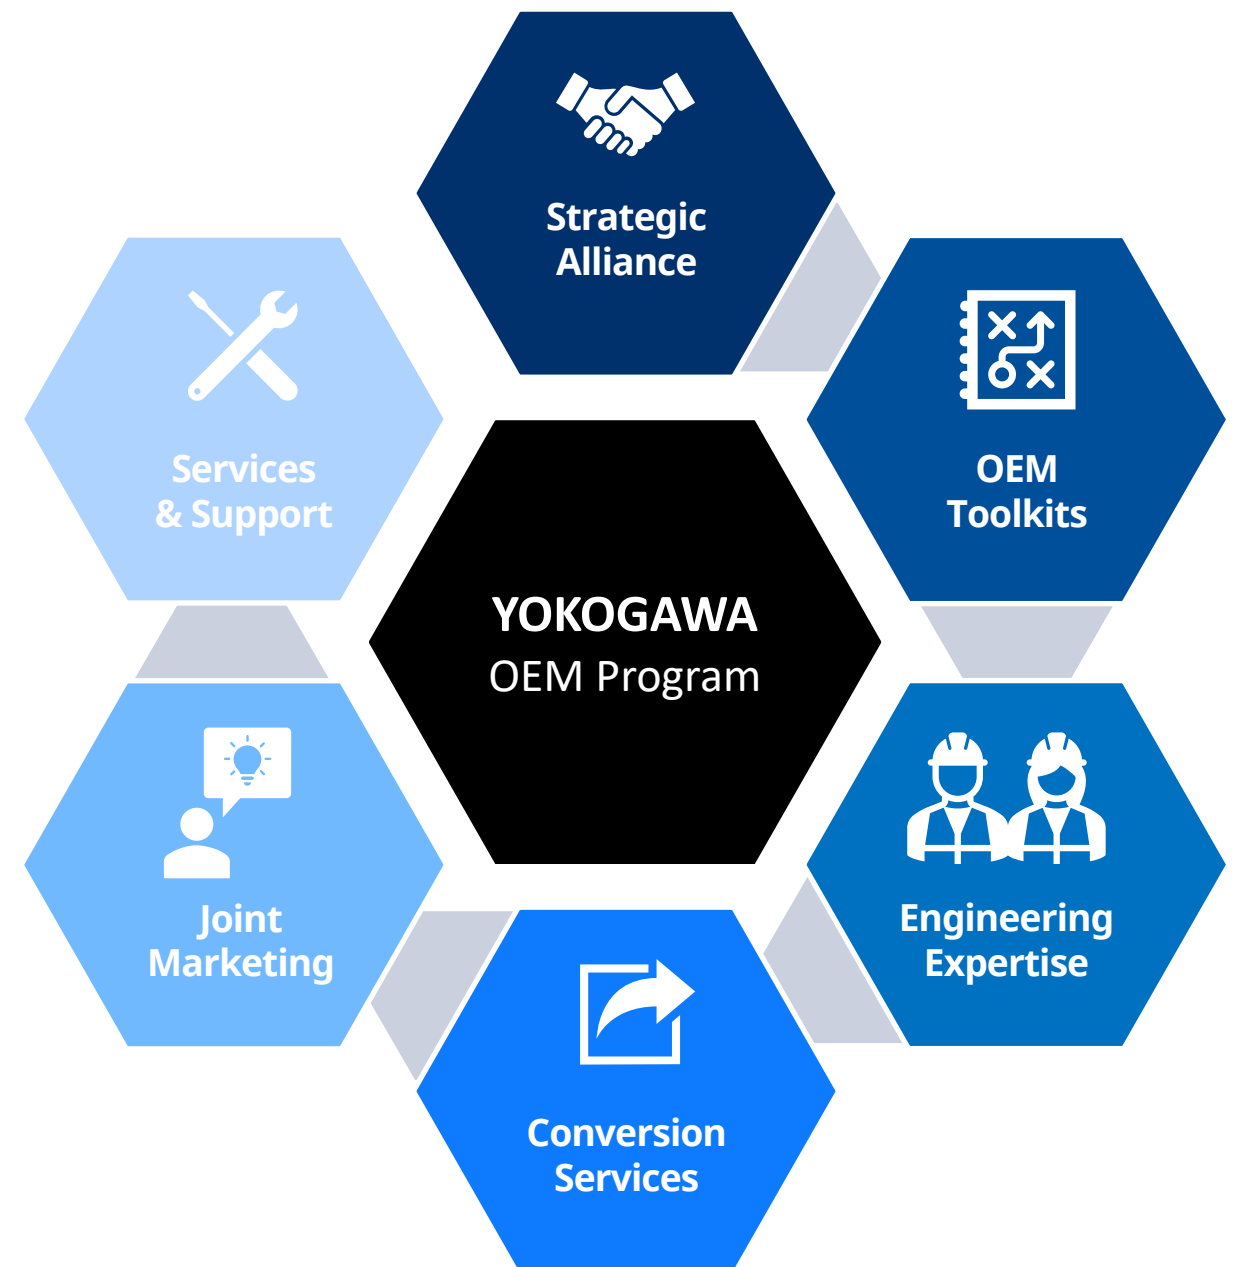 Strategic
Alliance
OEM
Toolkits
Engineering
Expertise
Conversion
Services
Joint
Marketing
Services
& Support
YOKOGAWA
OEM Program